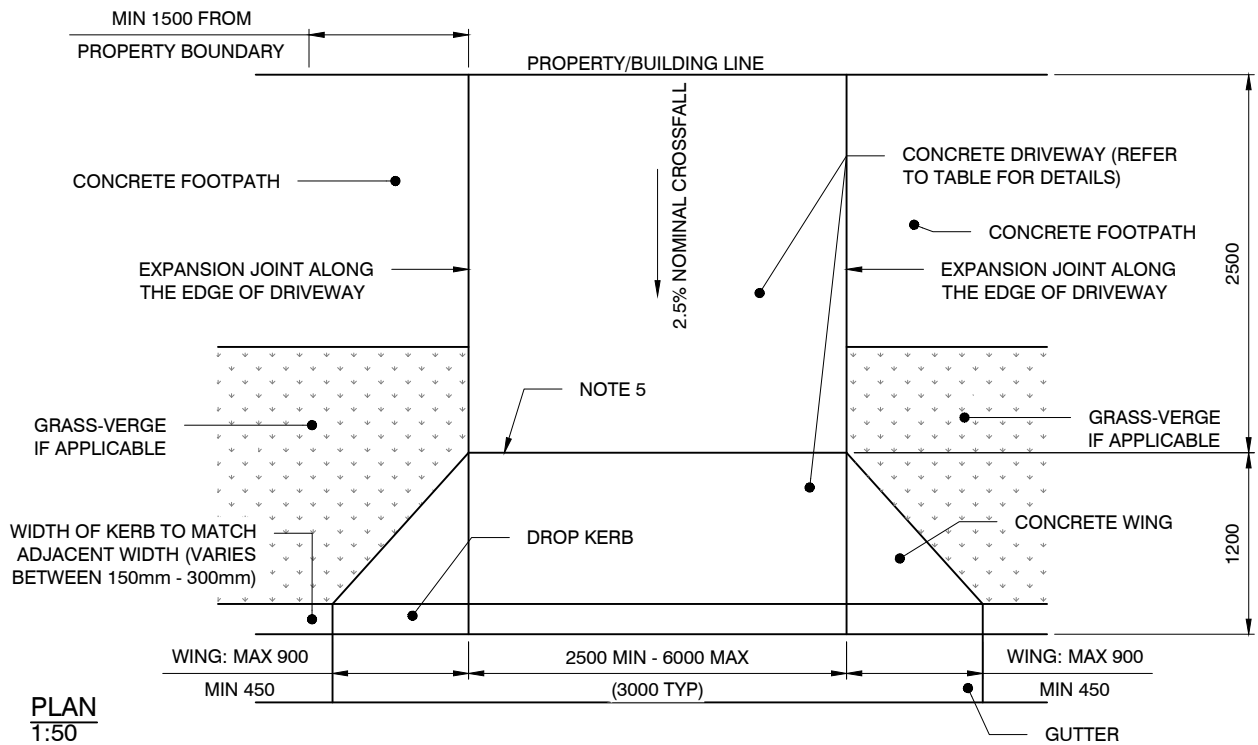 MIN 1500 FROM
PROPERTY BOUNDARY
PROPERTY/BUILDING LINE
2.5% NOMINAL CROSSFALL
CONCRETE FOOTPATH
CONCRETE DRIVEWAY (REFER
TO TABLE FOR DETAILS)
CONCRETE FOOTPATH
2500
EXPANSION JOINT ALONG
THE EDGE OF DRIVEWAY
EXPANSION JOINT ALONG
THE EDGE OF DRIVEWAY
NOTE 5
GRASS-VERGE
IF APPLICABLE
GRASS-VERGE
IF APPLICABLE
WIDTH OF KERB TO MATCH
ADJACENT WIDTH (VARIES
BETWEEN 150mm - 300mm)
DROP KERB
CONCRETE WING
1200
WING: MAX 900
MIN 450
2500 MIN - 6000 MAX
(3000 TYP)
WING: MAX 900
MIN 450
PLAN
1:50
GUTTER